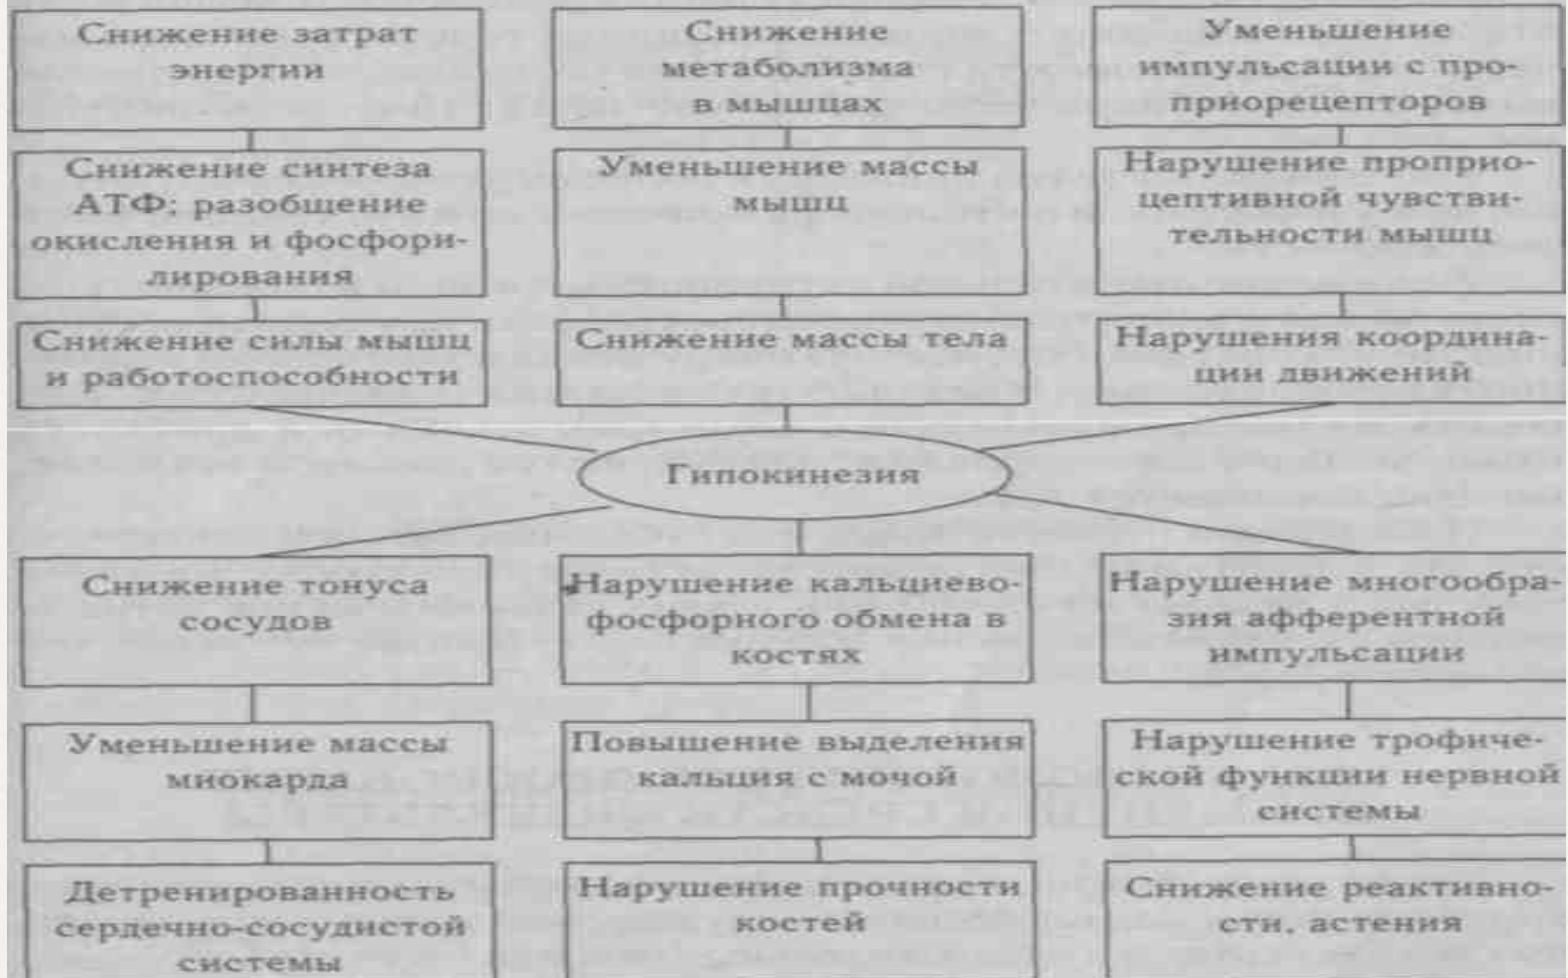 Снижение затрат
энергии
Снижение
метаболизма
в мышцах
Уменьшение
импульсации с про-
приорецепторов
Снижение синтеза
АТФ: разобщение
окисления и фосфори-
лирования
Уменьшение массы
мышц
Нарушение проприо-
цептивной чувстви-
тельности мышц
Снижение силы мышц
и работоспособности
Снижение массы тела
Нарушения координа-
ции движений
Гипокинезия
Снижение тонуса
сосудов
Нарушение кальциево-
фосфорного обмена в
костях
Нарушение многообра-
зия афферентной
импульсации
Уменьшение массы
миокарда
Повышение выделения
кальция с мочой
Нарушение трофиче-
ской функции нервной
системы
Детренированность
сердечно-сосудистой
системы
Нарушение прочности
костей
Снижение реактивно-
сти. астения